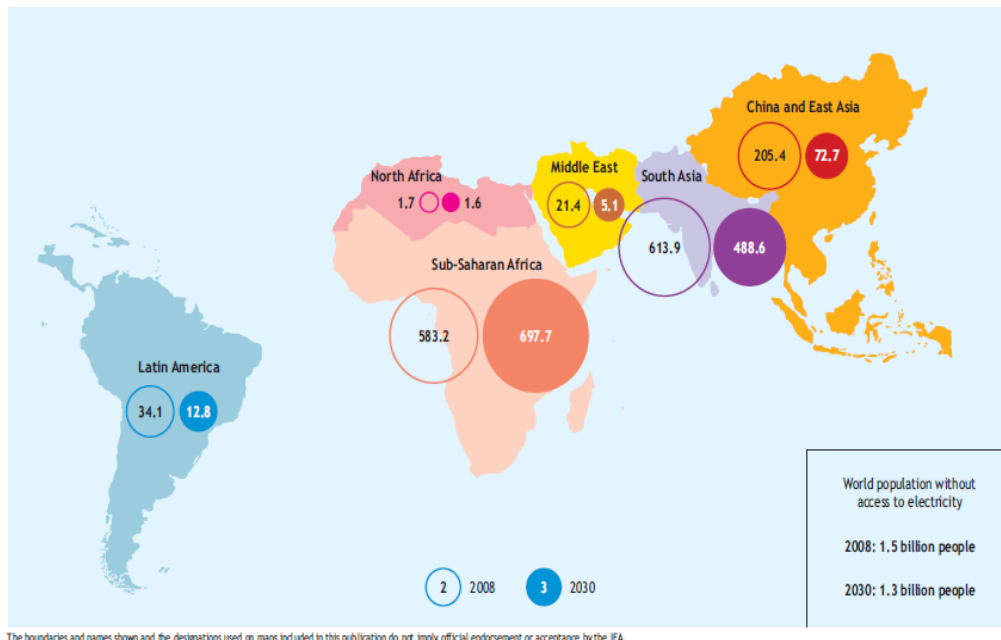 China and East Asia
205.4
72.7
North Africa
1.7
1.6
Middle East
21.4
5.1
South Asia
613.9
488.6
Sub-Saharan Africa
583.2
697.7
Latin America
34.1
12.8
World population without
access to electricity
2008: 1.5 billion people
2030: 1.3 billion people
2 2008 3 2030
The boundaries and names shown and the designations used on maps included in this publication do not imply official endorsement or acceptance by the IEA.